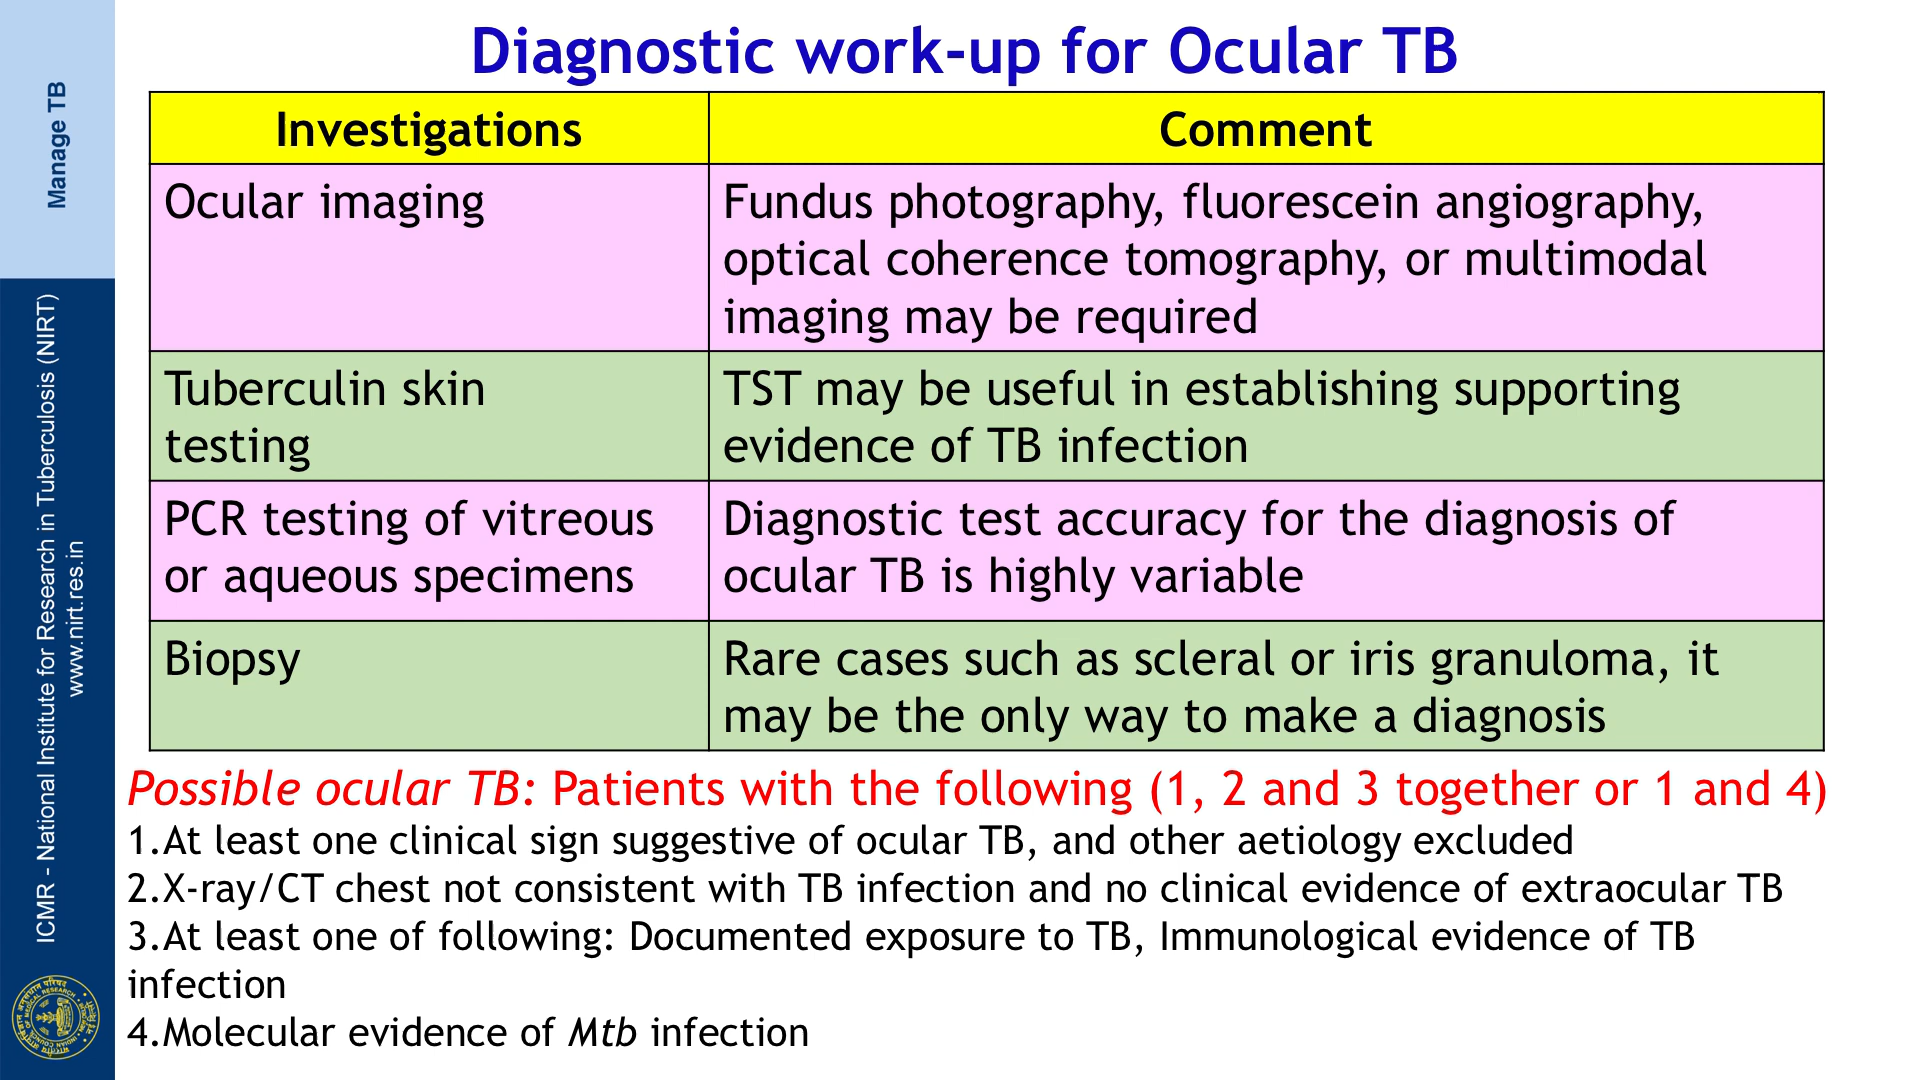 Diagnostic work-up for Ocular TB
Manage TB
ICMR - National Institute for Research in Tuberculosis (NIRT)
www.nirt.res.in
Investigations
Comment
Ocular imaging
Fundus photography, fluorescein angiography,
optical coherence tomography, or multimodal
imaging may be required
Tuberculin skin
testing
TST may be useful in establishing supporting
evidence of TB infection
PCR testing of vitreous
or aqueous specimens
Diagnostic test accuracy for the diagnosis of
ocular TB is highly variable
Biopsy
Rare cases such as scleral or iris granuloma, it
may be the only way to make a diagnosis
Possible ocular TB: Patients with the following (1, 2 and 3 together or 1 and 4)
1.At least one clinical sign suggestive of ocular TB, and other aetiology excluded
2.X-ray/CT chest not consistent with TB infection and no clinical evidence of extraocular TB
3.At least one of following: Documented exposure to TB, Immunological evidence of TB
infection
4.Molecular evidence of Mtb infection